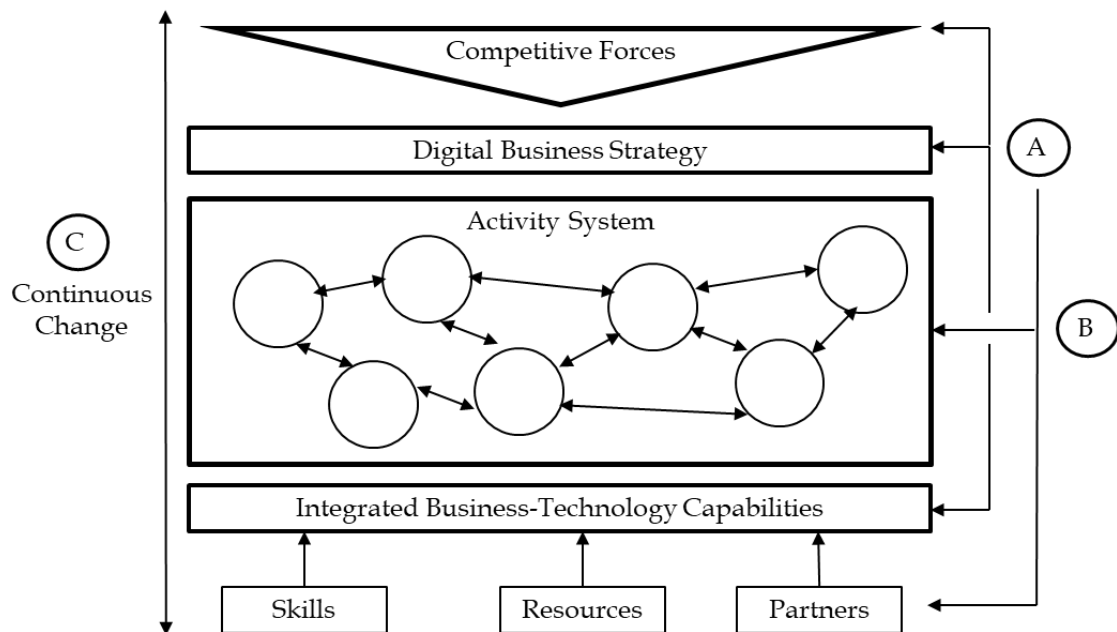 Competitive Forces
Digital Business Strategy
A
Activity System
C
Continuous
Change
B
Integrated Business-Technology Capabilities
Skills
Resources
Partners